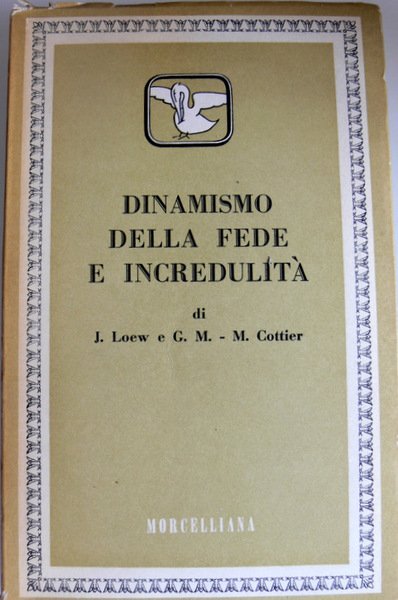 DINAMISMO
DELLA FEDE
E INCREDULITÀ
di
J. Loew e G. M. - M. Cottier
MORCELLIANA